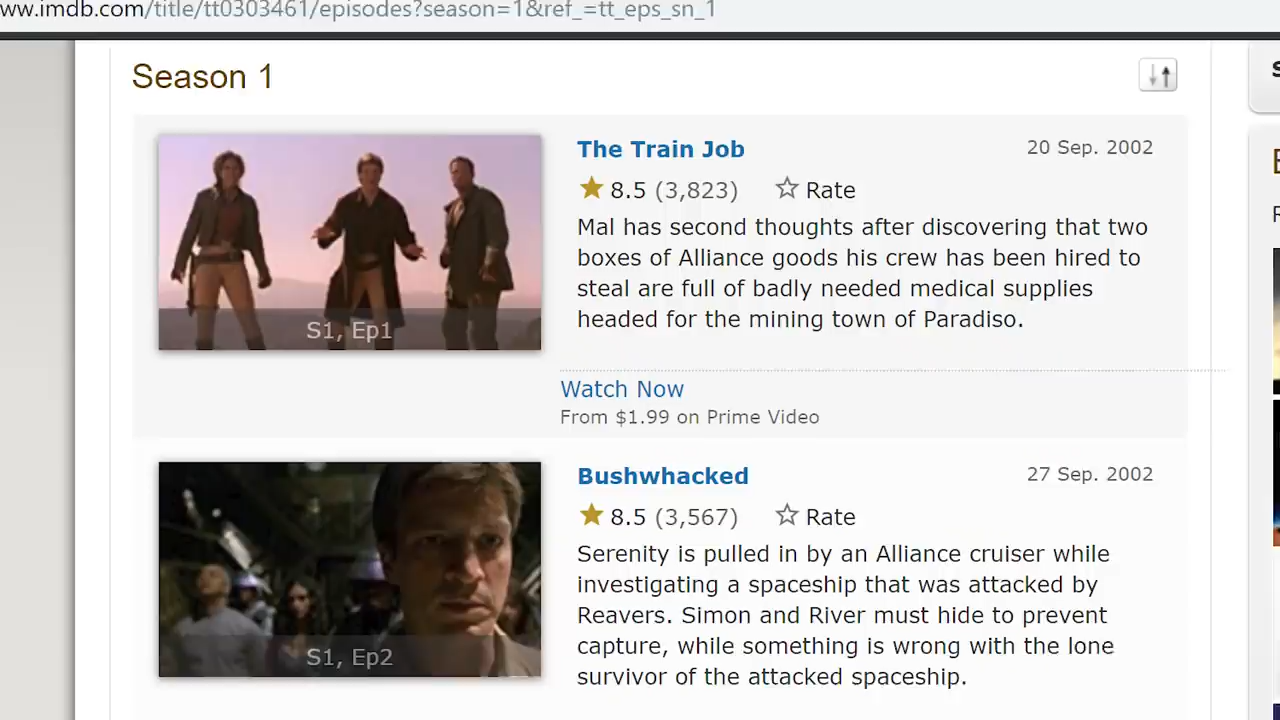 ww.imdb.com/title/tt0303461/episodes?season=1&ref_=tt_eps_sn_1
Season 1
The Train Job
20 Sep. 2002
8.5 (3,823)
Rate
Mal has second thoughts after discovering that two
boxes of Alliance goods his crew has been hired to
steal are full of badly needed medical supplies
headed for the mining town of Paradiso.
S1, Ep1
Watch Now
From $1.99 on Prime Video
Bushwhacked
27 Sep. 2002
8.5 (3,567)
Rate
Serenity is pulled in by an Alliance cruiser while
investigating a spaceship that was attacked by
Reavers. Simon and River must hide to prevent
capture, while something is wrong with the lone
survivor of the attacked spaceship.
S1, Ep2